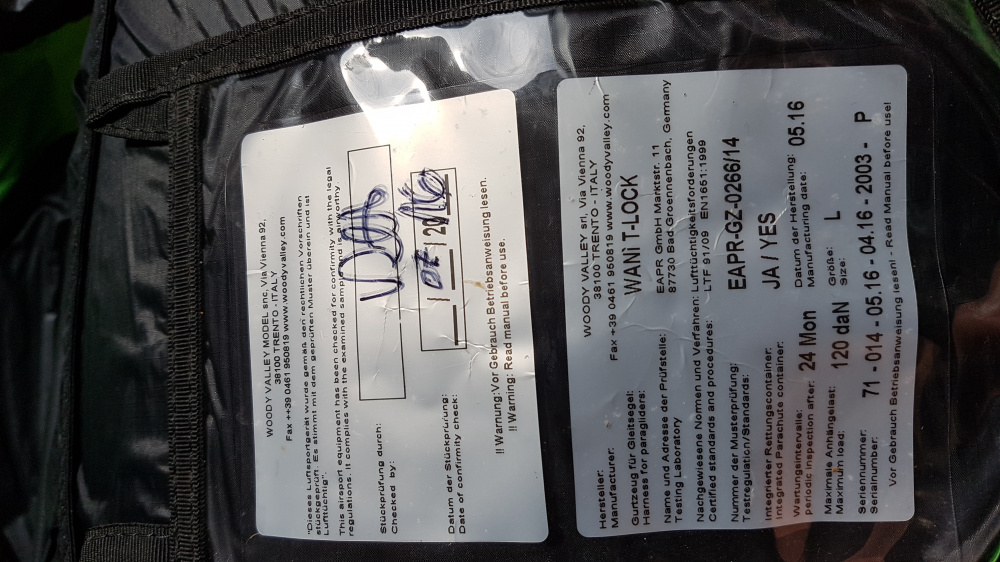 WOODY VALLEY MODEL snc, Via Vienna 92,
38100 TRENTO - ITALY
Fax ++39 0461 950819 www.woodyvalley.com
"Dieses Luftsportgerät wurde gemäß den rechtlichen Vorschriften
stückgeprüft. Es stimmt mit dem geprüften Muster überein und ist
Lufttüchtig".
This airsport equipment has been checked for confirmity with the legal
regulations. It complies with the examined sample and is airworthy.
Stückprüfung durch:
Checked by:
Datum der Stückprüfung:
Date of confirmity check:
| 07 | 2016
!! Warnung: Vor Gebrauch Betriebsanweisung lesen.
!! Warning: Read manual before use.
WOODY VALLEY srl, Via Vienna 92,
38100 TRENTO - ITALY
Fax +39 0461 950819 www.woodyvalley.com
Hersteller:
Manufacturer:
Gurtzeug für Gleitsegel:
Harness for paragliders:
WANI T-LOCK
Name und Adresse der Prüfstelle:
Testing Laboratory
EAPR GmbH Marktstr. 11
87730 Bad Groennenbach, Germany
Nachgewiesene Normen und Verfahren: Lufttüchtigkeitsforderungen
Certified standards and procedures: LTF 91/09 EN1651:1999
Nummer der Musterprüfung:
Testregulation/Standards:
EAPR-GZ-0266/14
Integrierter Rettungscontainer:
Integrated Parachute container:
JA / YES
Wartungsintervalle:
periodic inspection after:
24 Mon
Datum der Herstellung:
Manufacturing date:
05.16
Maximale Anhängelast:
Maximum load:
120 daN
Größe:
Size:
L
Seriennummer:
Serialnumber:
71 - 014 - 05.16 - 04.16 - 2003 - P
Vor Gebrauch Betriebsanweisung lesen! - Read Manual before use!